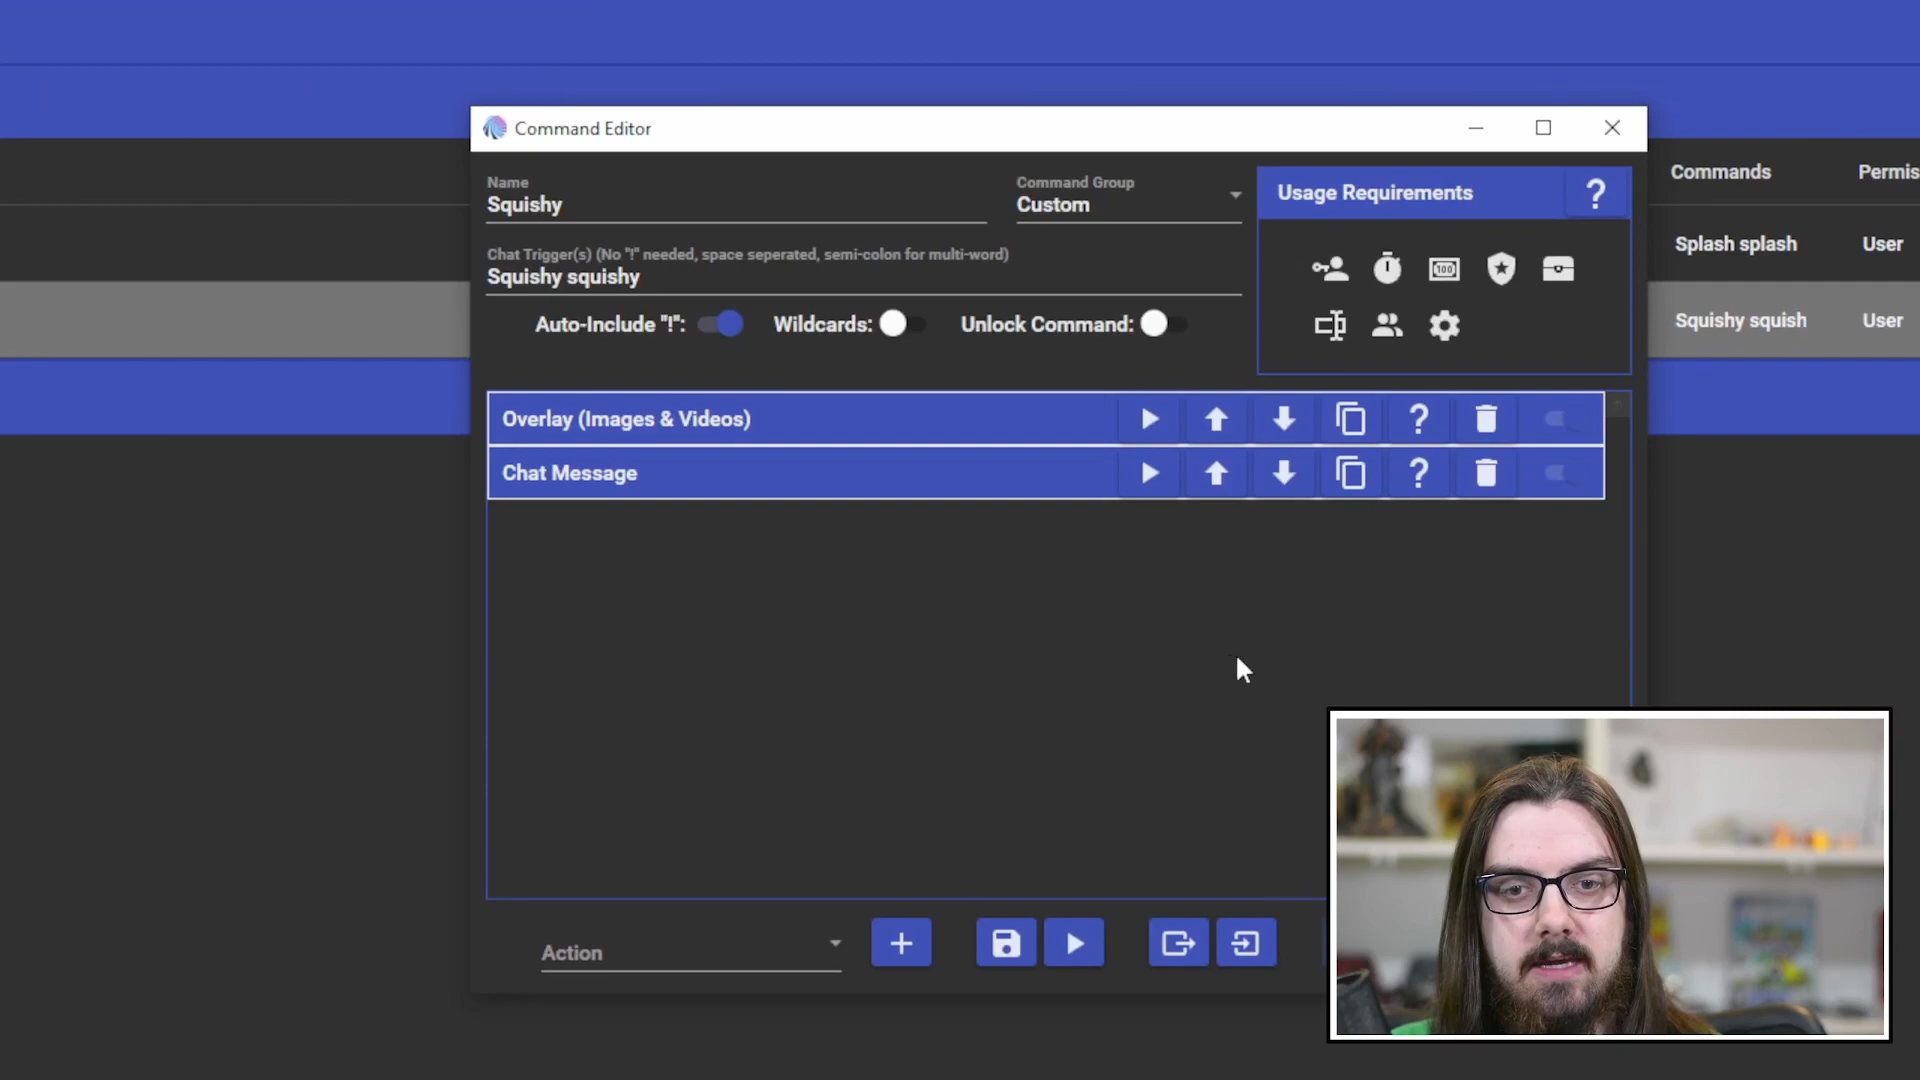 Command Editor
Name
Squishy
Command Group
Custom
Usage Requirements
?
Chat Trigger(s) (No "!" needed, space seperated, semi-colon for multi-word)
Squishy squishy
100
Auto-Include "!":
Wildcards:
Unlock Command:
Commands
Permis
Splash splash
User
Squishy squish
User
Overlay (Images & Videos)
?
Chat Message
?
Action